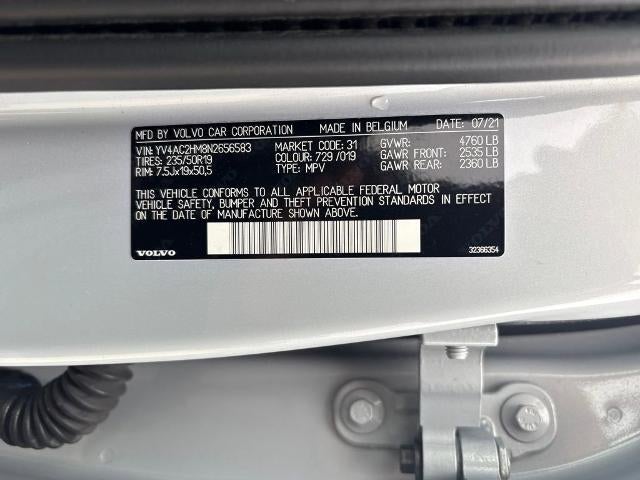 MFD BY VOLVO CAR CORPORATION MADE IN BELGIUM DATE: 07/21
VIN: YV4AC2HM8N2656583 MARKET CODE: 31 GVWR: 4760 LB
TIRES: 235/50R19 COLOUR: 729 /019 GAWR FRONT: 2535 LB
RIM: 7.5Jx19x50,5 TYPE: MPV GAWR REAR: 2360 LB
THIS VEHICLE CONFORMS TO ALL APPLICABLE FEDERAL MOTOR
VEHICLE SAFETY, BUMPER AND THEFT PREVENTION STANDARDS IN EFFECT
ON THE DATE OF MANUFACTURE SHOWN ABOVE.
VOLVO 32366354